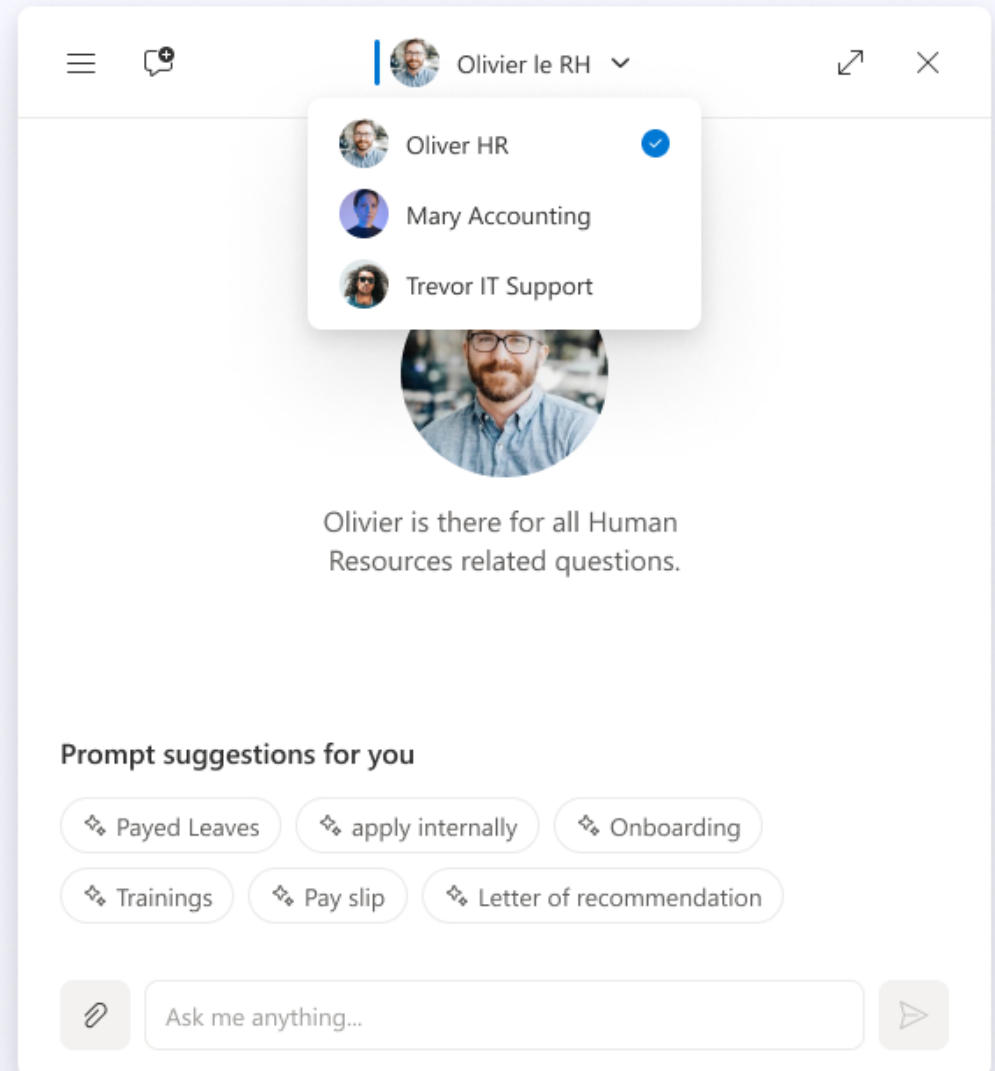 Olivier le RH
Oliver HR
Mary Accounting
Trevor IT Support
Olivier is there for all Human
Resources related questions.
Prompt suggestions for you
Payed Leaves
apply internally
Onboarding
Trainings
Pay slip
Letter of recommendation
Ask me anything...